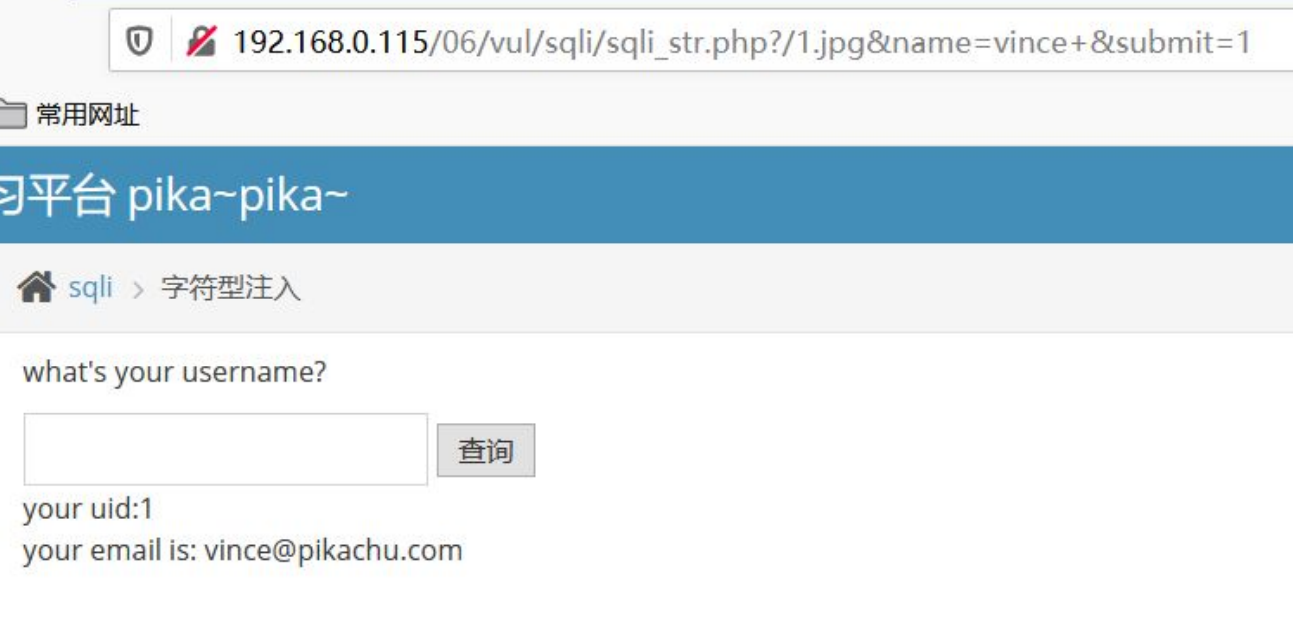 192.168.0.115/06/vul/sqli/sqli_str.php?/1.jpg&name=vince+&submit=1
常用网址
习平台 pika~pika~
sqli > 字符型注入
what's your username?
查询
your uid:1
your email is: vince@pikachu.com